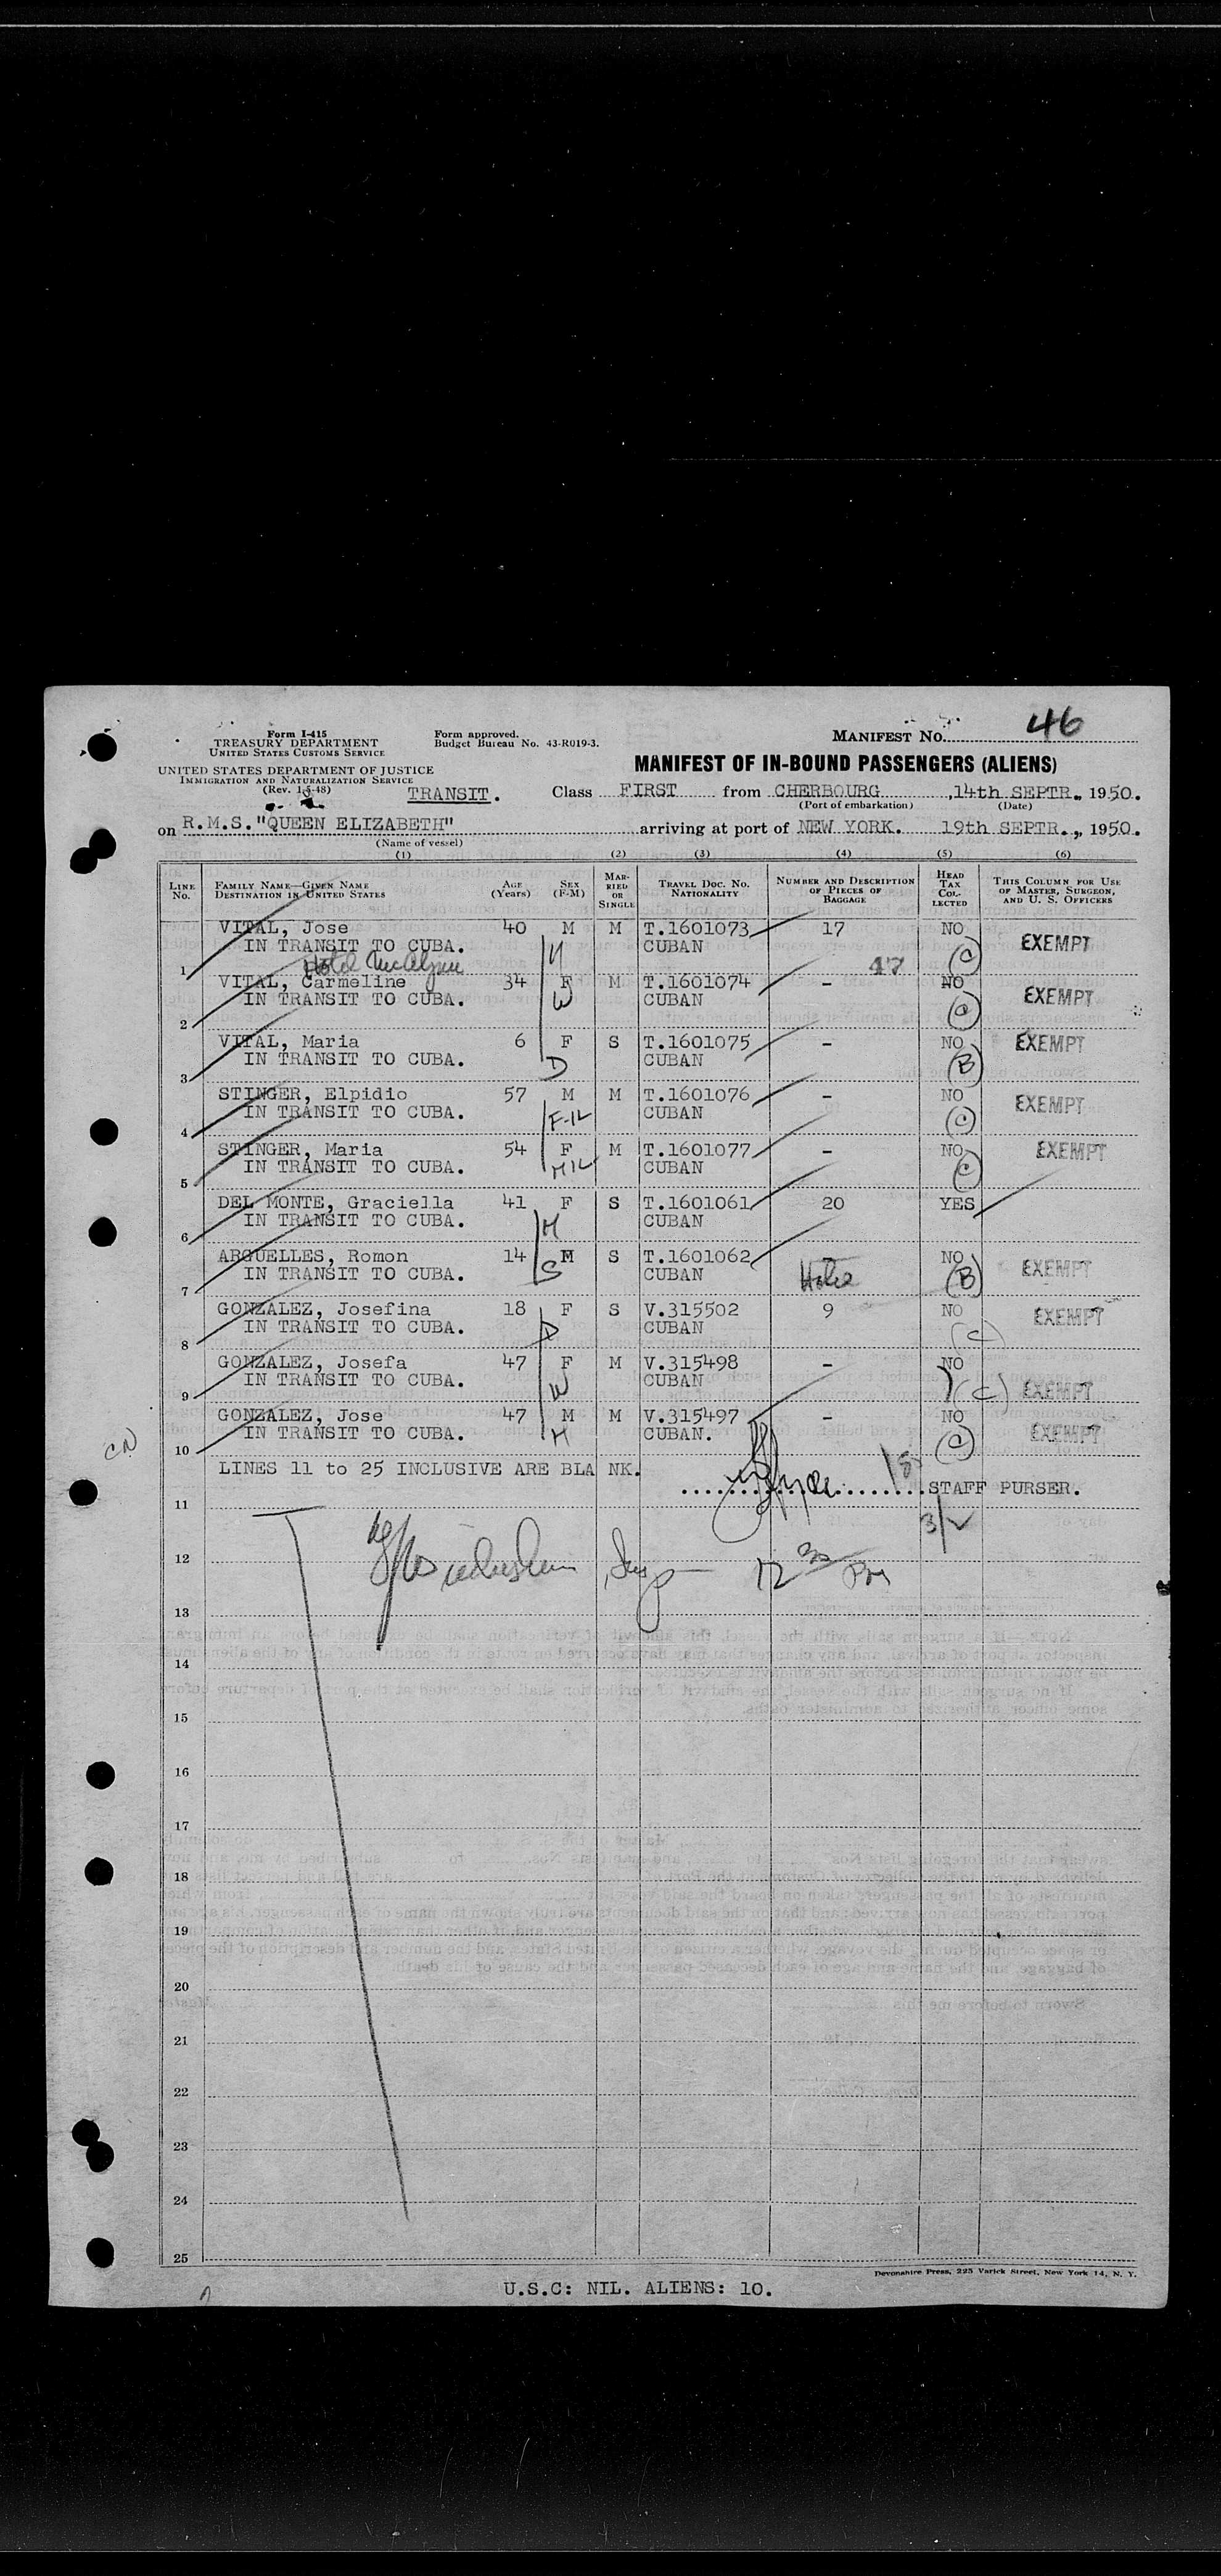 Form I-415
TREASURY DEPARTMENT
UNITED STATES CUSTOMS SERVICE
Form approved.
Budget Bureau No. 43-R019-3.
MANIFEST NO. 46
UNITED STATES DEPARTMENT OF JUSTICE
IMMIGRATION AND NATURALIZATION SERVICE
MANIFEST OF IN-BOUND PASSENGERS (ALIENS)
TRANSIT. Class FIRST from CHERBOURG, 14th SEPTR., 1950.
(Port of embarkation) (Date)
on R.M.S. "QUEEN ELIZABETH" arriving at port of NEW YORK. 19th SEPTR., 1950.
(Name of vessel)
(1) (2) (3) (4) (5) (6)
LINE NO. FAMILY NAME—GIVEN NAME DESTINATION IN UNITED STATES AGE (YEARS) SEX (F-M) MARRIED OR SINGLE TRAVEL DOC. NO. NATIONALITY NUMBER AND DESCRIPTION OF PIECES OF BAGGAGE HEAD TAX COLLECTED THIS COLUMN FOR USE OF MASTER, SURGEON, AND U. S. OFFICERS
VITAL, Jose 40 M M T.1601073 17 NO
IN TRANSIT TO CUBA. H CUBAN (C) EXEMPT
1 Hotel McAlpin 47
VITAL, Carmeline 34 F M T.1601074 - NO
IN TRANSIT TO CUBA. W CUBAN (C) EXEMPT
2
VITAL, Maria 6 F S T.1601075 - NO EXEMPT
IN TRANSIT TO CUBA. D CUBAN (B)
3
STINGER, Elpidio 57 M M T.1601076 - NO
IN TRANSIT TO CUBA. F-IL CUBAN (C) EXEMPT
4
STINGER, Maria 54 F M T.1601077 - NO EXEMPT
IN TRANSIT TO CUBA. MIL CUBAN (C)
5
DEL MONTE, Graciella 41 F S T.1601061 20 YES
IN TRANSIT TO CUBA. M CUBAN
6
ARGUELLES, Romon 14 M S T.1601062 - NO
IN TRANSIT TO CUBA. S CUBAN (B) EXEMPT
7
GONZALEZ, Josefina 18 F S V.315502 9 NO EXEMPT
IN TRANSIT TO CUBA. D CUBAN (C)
8
GONZALEZ, Josefa 47 F M V.315498 - NO
IN TRANSIT TO CUBA. W CUBAN (C) EXEMPT
9
GONZALEZ, Jose 47 M M V.315497 - NO
IN TRANSIT TO CUBA. H CUBAN. (C) EXEMPT
10
LINES 11 to 25 INCLUSIVE ARE BLA NK.
STAFF PURSER.
11
12
13
14
15
16
17
18
19
20
21
22
23
24
25
Devonshire Press, 225 Varick Street, New York 14, N. Y.
U.S.C: NIL. ALIENS: 10.